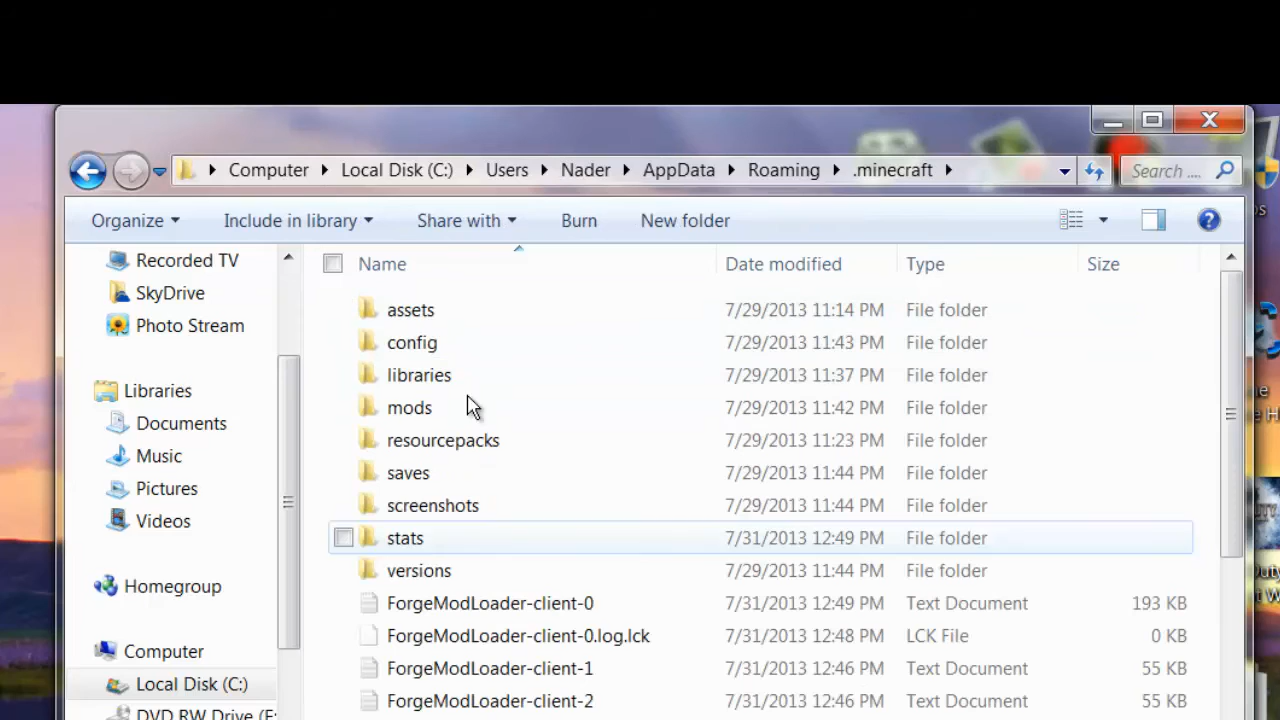 Computer Local Disk (C:) Users Nader AppData Roaming .minecraft Search ....
Organize Include in library Share with Burn New folder
Recorded TV
SkyDrive
Photo Stream
Libraries
Documents
Music
Pictures
Videos
Homegroup
Computer
Local Disk (C:)
DVD RW Drive (E:
Name Date modified Type Size
assets 7/29/2013 11:14 PM File folder
config 7/29/2013 11:43 PM File folder
libraries 7/29/2013 11:37 PM File folder
mods 7/29/2013 11:42 PM File folder
resourcepacks 7/29/2013 11:23 PM File folder
saves 7/29/2013 11:44 PM File folder
screenshots 7/29/2013 11:44 PM File folder
stats 7/31/2013 12:49 PM File folder
versions 7/29/2013 11:44 PM File folder
ForgeModLoader-client-0 7/31/2013 12:49 PM Text Document 193 KB
ForgeModLoader-client-0.log.lck 7/31/2013 12:48 PM LCK File 0 KB
ForgeModLoader-client-1 7/31/2013 12:46 PM Text Document 55 KB
ForgeModLoader-client-2 7/31/2013 12:46 PM Text Document 55 KB